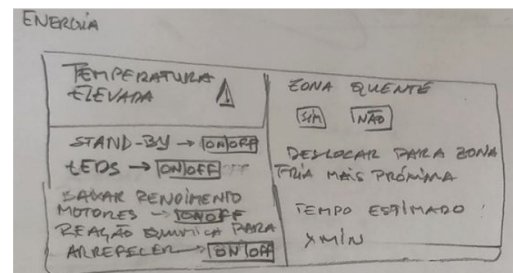 ENERGIA
TEMPERATURA
ELEVADA
STAND-BY → ON OFF
LEDS → ON OFF
BAIXAR RENDIMENTO
MOTORES → ON OFF
REAÇÃO QUIMICA PARA
ARREFECER → ON OFF
ZONA QUENTE
SIM NÃO
DESLOCAR PARA ZONA
FRIA MAIS PRÓXIMA
TEMPO ESTIMADO :
X MIN